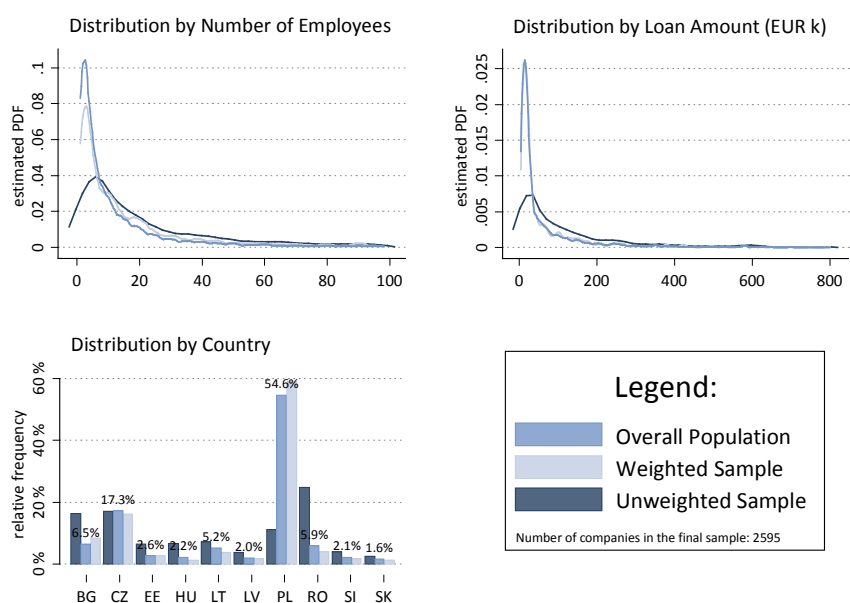 Distribution by Number of Employees
estimated PDF
.1
.08
.06
.04
.02
0
0 20 40 60 80 100
Distribution by Loan Amount (EUR k)
estimated PDF
.025
.02
.015
.01
.005
0
0 200 400 600 800
Distribution by Country
relative frequency
60%
40%
20%
0%
6.5% 17.3% 2.6% 2.2% 5.2% 2.0% 54.6% 5.9% 2.1% 1.6%
BG CZ EE HU LT LV PL RO SI SK
Legend:
Overall Population
Weighted Sample
Unweighted Sample
Number of companies in the final sample: 2595